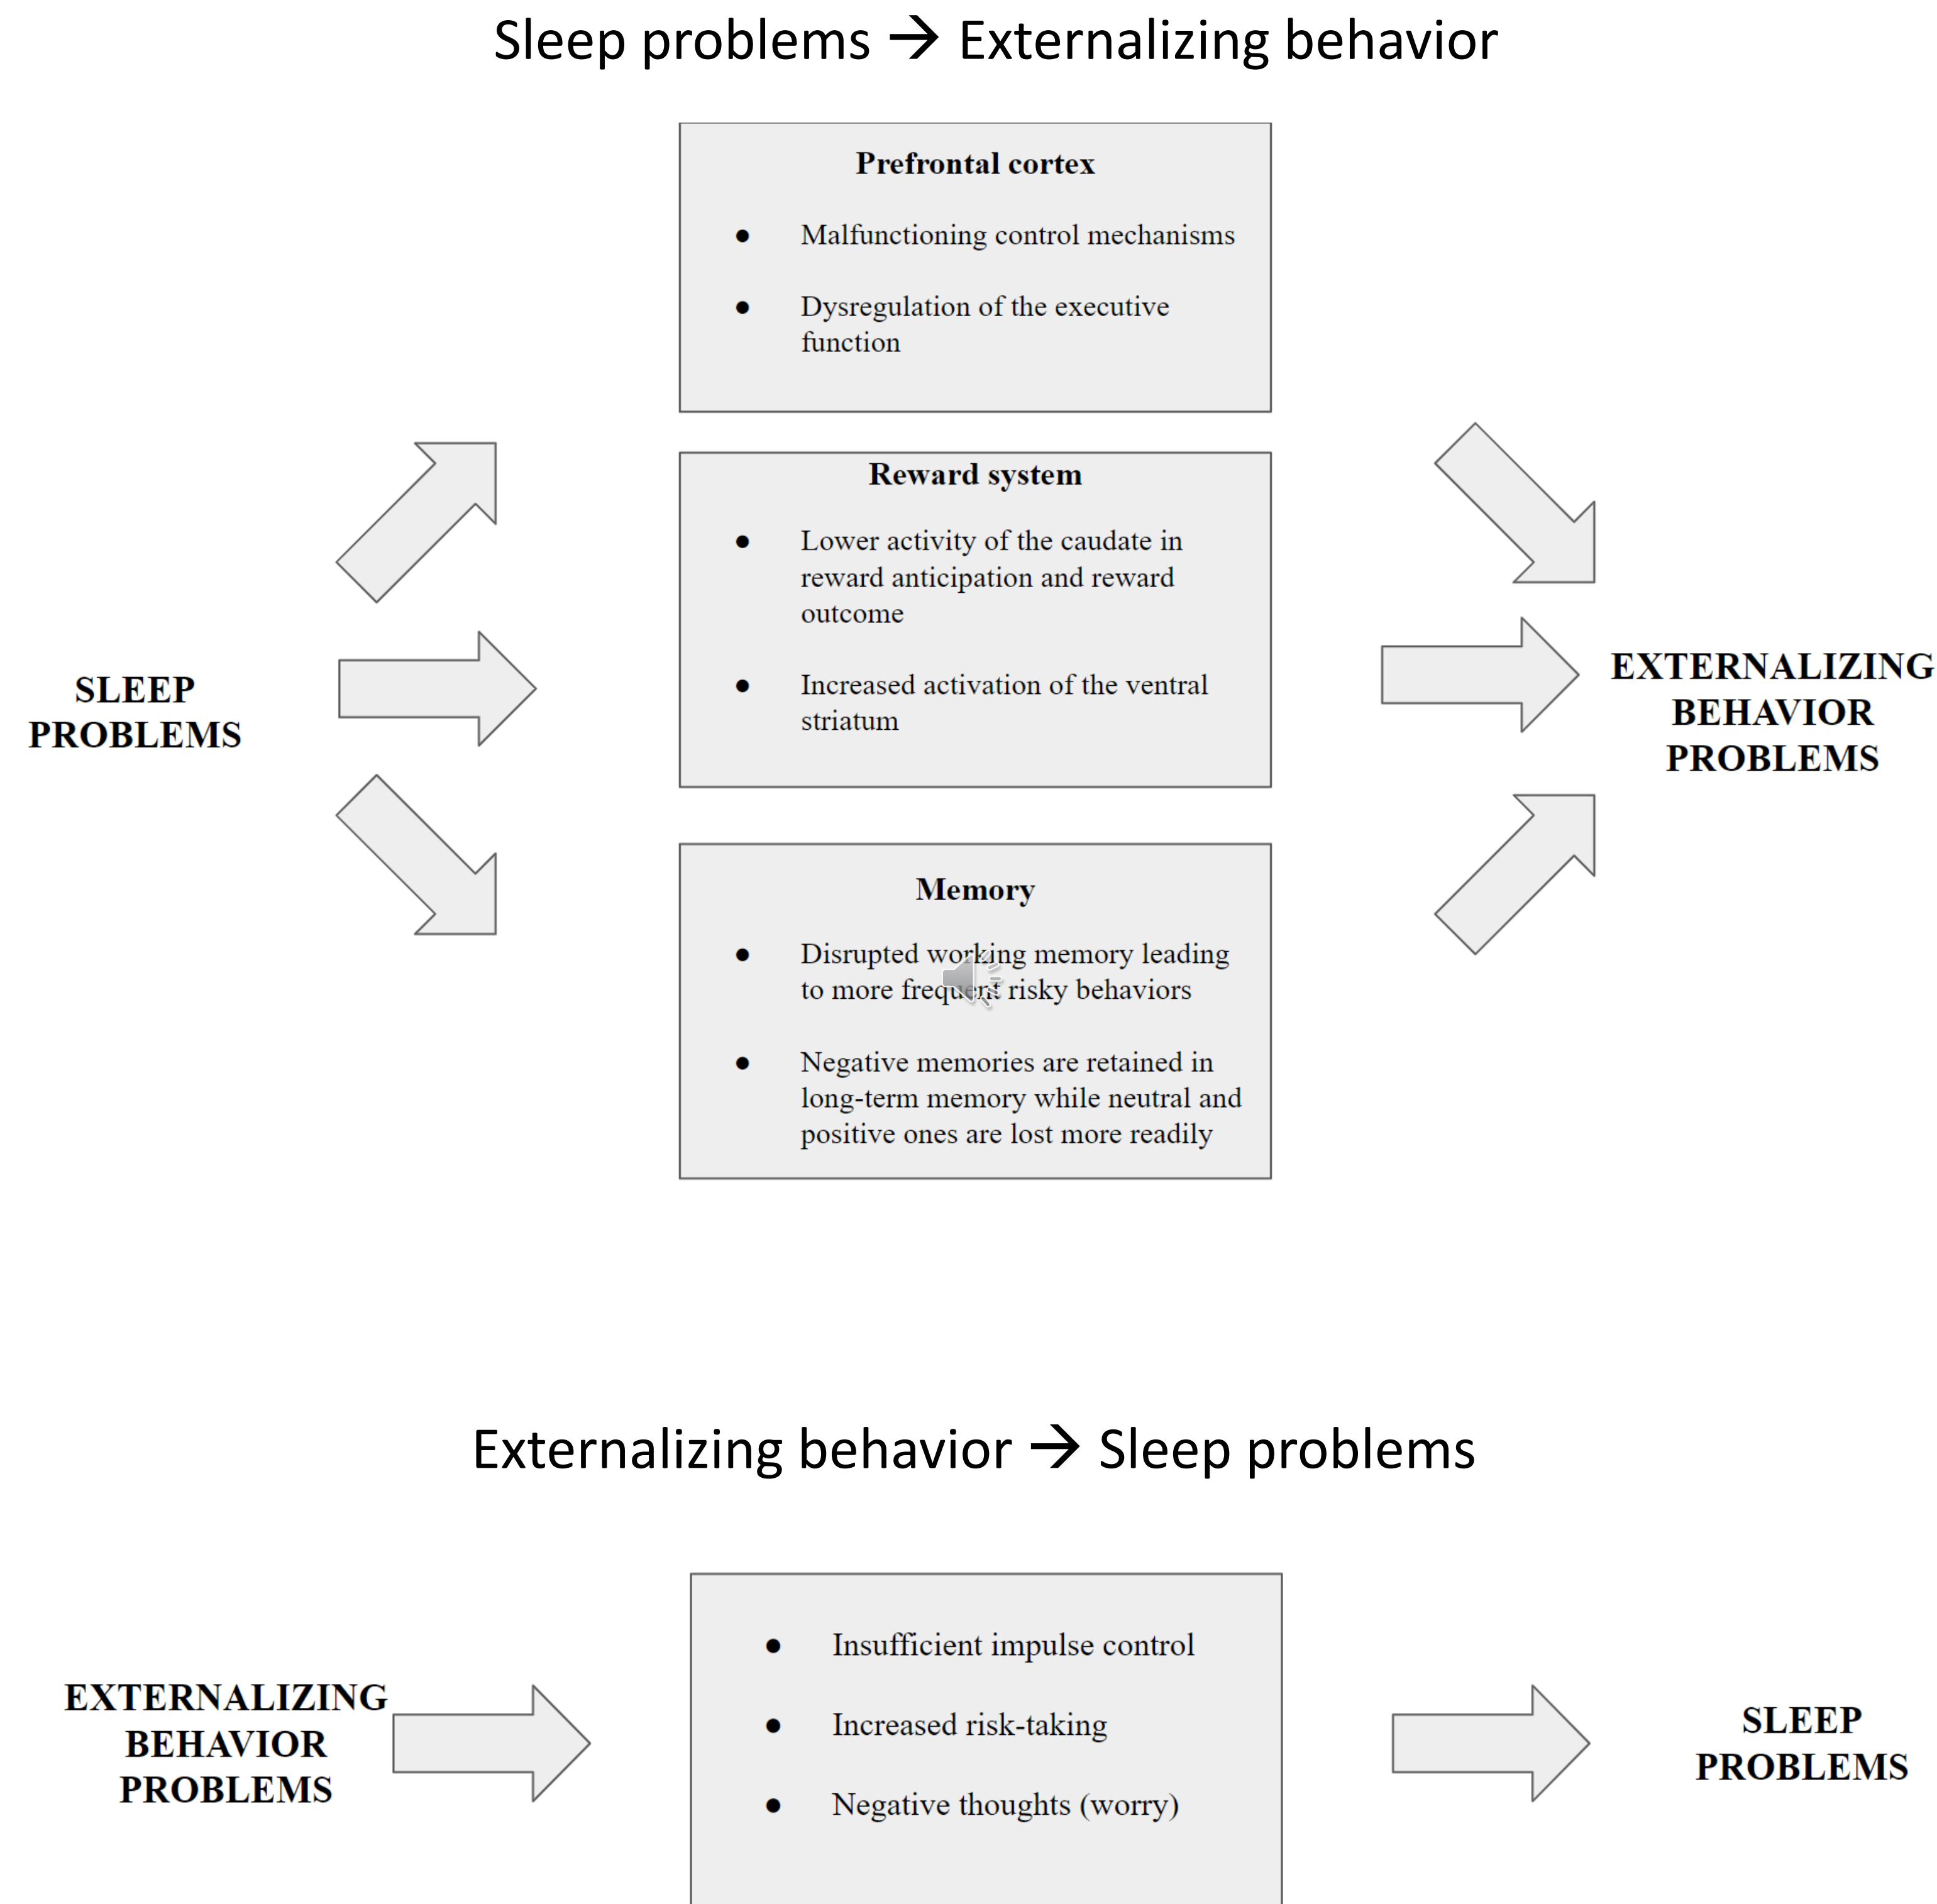 Sleep problems → Externalizing behavior
Prefrontal cortex
● Malfunctioning control mechanisms
● Dysregulation of the executive
function
Reward system
● Lower activity of the caudate in
reward anticipation and reward
outcome
● Increased activation of the ventral
striatum
SLEEP
PROBLEMS
EXTERNALIZING
BEHAVIOR
PROBLEMS
Memory
● Disrupted working memory leading
to more frequent risky behaviors
● Negative memories are retained in
long-term memory while neutral and
positive ones are lost more readily
Externalizing behavior → Sleep problems
EXTERNALIZING
BEHAVIOR
PROBLEMS
● Insufficient impulse control
● Increased risk-taking
● Negative thoughts (worry)
SLEEP
PROBLEMS